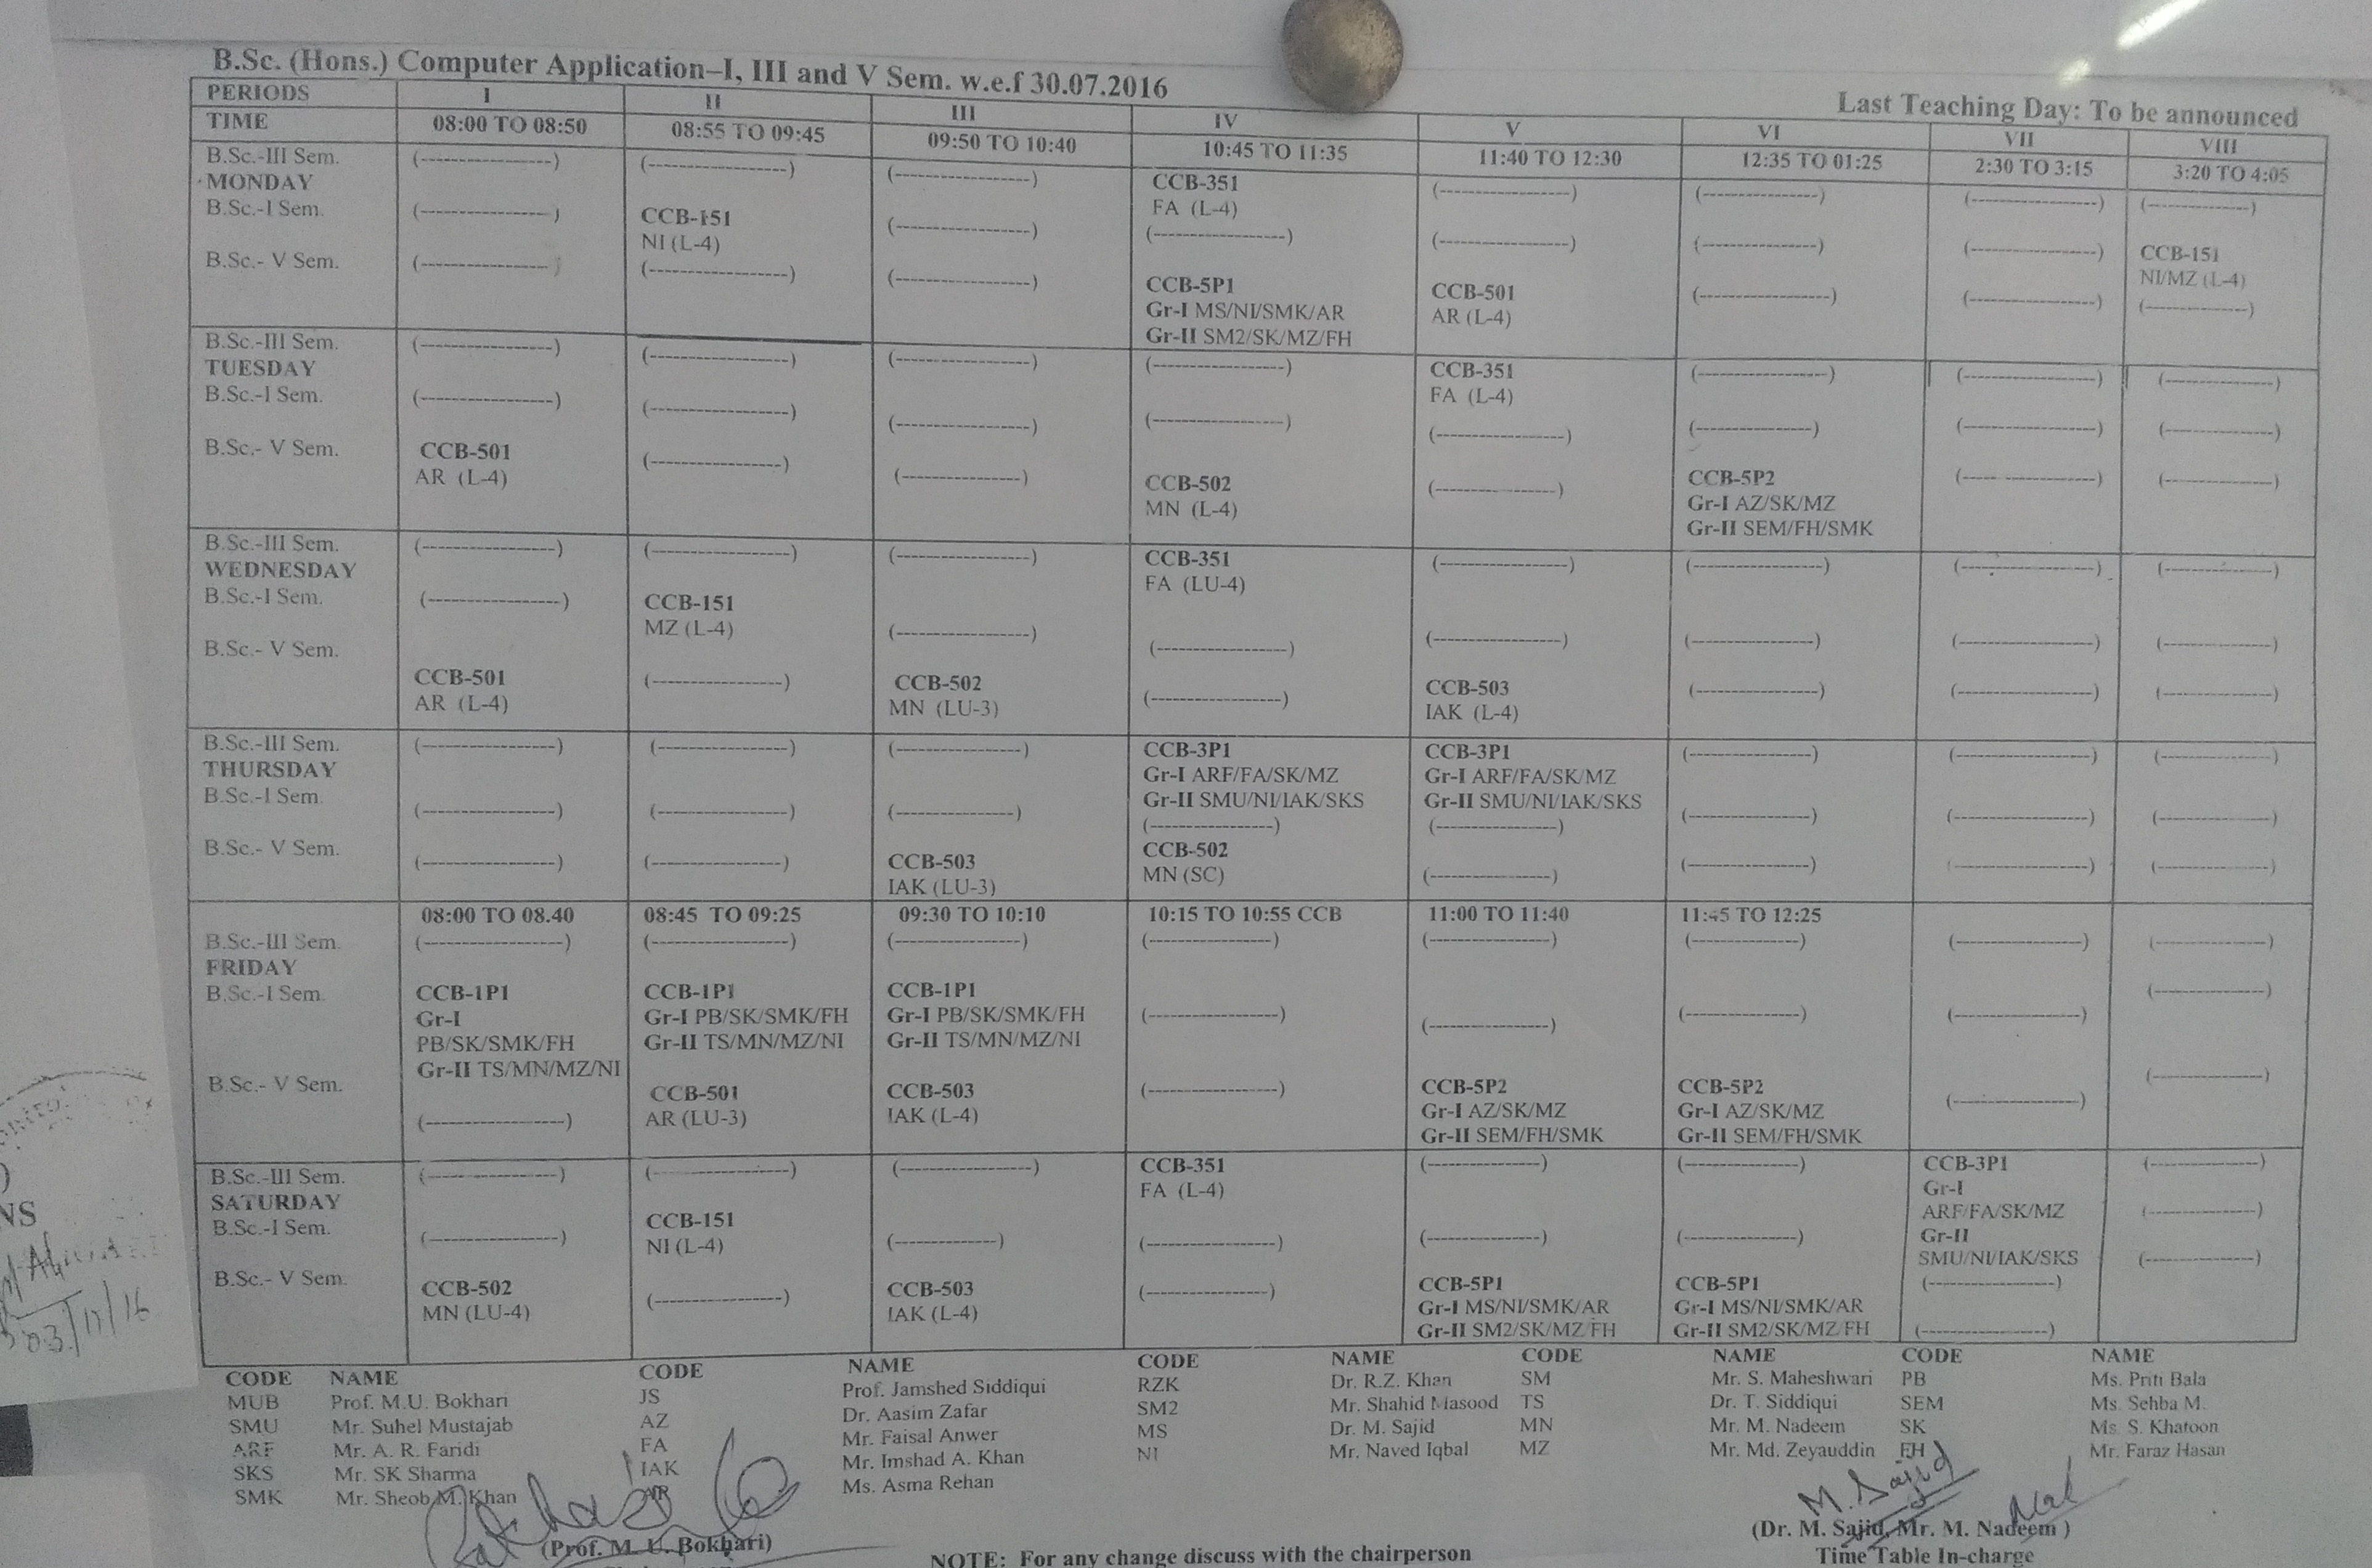 B.Sc. (Hons.) Computer Application–I, III and V Sem. w.e.f 30.07.2016
Last Teaching Day: To be announced
PERIODS I II III IV V VI VII VIII
TIME 08:00 TO 08:50 08:55 TO 09:45 09:50 TO 10:40 10:45 TO 11:35 11:40 TO 12:30 12:35 TO 01:25 2:30 TO 3:15 3:20 TO 4:05
B.Sc.-III Sem. (---------------) (---------------) (---------------) CCB-351 (---------------) (---------------) (---------------) (---------------)
MONDAY FA (L-4)
B.Sc.-I Sem. (---------------) CCB-151 (---------------) (---------------) (---------------) (---------------) (---------------) CCB-151
NI (L-4) NI/MZ (L-4)
B.Sc.- V Sem. (---------------) (---------------) (---------------) CCB-5P1 CCB-501 (---------------) (---------------) (---------------)
Gr-I MS/NI/SMK/AR AR (L-4)
Gr-II SM2/SK/MZ/FH
B.Sc.-III Sem. (---------------) (---------------) (---------------) (---------------) CCB-351 (---------------) (---------------) (---------------)
TUESDAY FA (L-4)
B.Sc.-I Sem. (---------------) (---------------) (---------------) (---------------) (---------------) (---------------) (---------------) (---------------)
B.Sc.- V Sem. CCB-501 (---------------) (---------------) CCB-502 (---------------) CCB-5P2 (---------------) (---------------)
AR (L-4) MN (L-4) Gr-I AZ/SK/MZ
Gr-II SEM/FH/SMK
B.Sc.-III Sem. (---------------) (---------------) (---------------) CCB-351 (---------------) (---------------) (---------------) (---------------)
WEDNESDAY FA (LU-4)
B.Sc.-I Sem. (---------------) CCB-151 (---------------) (---------------) (---------------) (---------------) (---------------) (---------------)
MZ (L-4)
B.Sc.- V Sem. CCB-501 (---------------) CCB-502 (---------------) CCB-503 (---------------) (---------------) (---------------)
AR (L-4) MN (LU-3) IAK (L-4)
B.Sc.-III Sem. (---------------) (---------------) (---------------) CCB-3P1 CCB-3P1 (---------------) (---------------) (---------------)
THURSDAY Gr-I ARF/FA/SK/MZ Gr-I ARF/FA/SK/MZ
Gr-II SMU/NI/IAK/SKS Gr-II SMU/NI/IAK/SKS
B.Sc.-I Sem. (---------------) (---------------) (---------------) (---------------) (---------------) (---------------) (---------------) (---------------)
B.Sc.- V Sem. (---------------) (---------------) CCB-503 CCB-502 (---------------) (---------------) (---------------) (---------------)
IAK (LU-3) MN (SC)
08:00 TO 08.40 08:45 TO 09:25 09:30 TO 10:10 10:15 TO 10:55 CCB 11:00 TO 11:40 11:45 TO 12:25
B.Sc.-III Sem. (---------------) (---------------) (---------------) (---------------) (---------------) (---------------) (---------------) (---------------)
FRIDAY
B.Sc.-I Sem. CCB-1P1 CCB-1P1 CCB-1P1 (---------------) (---------------) (---------------) (---------------) (---------------)
Gr-I Gr-I PB/SK/SMK/FH Gr-I PB/SK/SMK/FH
PB/SK/SMK/FH Gr-II TS/MN/MZ/NI Gr-II TS/MN/MZ/NI
Gr-II TS/MN/MZ/NI
B.Sc.- V Sem. (---------------) CCB-501 CCB-503 (---------------) CCB-5P2 CCB-5P2 (---------------) (---------------)
AR (LU-3) IAK (L-4) Gr-I AZ/SK/MZ Gr-I AZ/SK/MZ
Gr-II SEM/FH/SMK Gr-II SEM/FH/SMK
B.Sc.-III Sem. (---------------) (---------------) (---------------) CCB-351 (---------------) (---------------) CCB-3P1 (---------------)
SATURDAY FA (L-4) Gr-I
ARF/FA/SK/MZ
Gr-II
SMU/NI/IAK/SKS
B.Sc.-I Sem. (---------------) CCB-151 (---------------) (---------------) (---------------) (---------------) (---------------) (---------------)
NI (L-4)
B.Sc.- V Sem. CCB-502 (---------------) CCB-503 (---------------) CCB-5P1 CCB-5P1 (---------------) (---------------)
MN (LU-4) IAK (L-4) Gr-I MS/NI/SMK/AR Gr-I MS/NI/SMK/AR
Gr-II SM2/SK/MZ/FH Gr-II SM2/SK/MZ/FH
CODE NAME CODE NAME CODE NAME CODE NAME CODE NAME
MUB Prof. M.U. Bokhari JS Prof. Jamshed Siddiqui RZK Dr. R.Z. Khan SM Mr. S. Maheshwari PB Ms. Priti Bala
SMU Mr. Suhel Mustajab AZ Dr. Aasim Zafar SM2 Mr. Shahid Masood TS Dr. T. Siddiqui SEM Ms. Sehba M.
ARF Mr. A. R. Faridi FA Mr. Faisal Anwer MS Dr. M. Sajid MN Mr. M. Nadeem SK Ms. S. Khatoon
SKS Mr. SK Sharma IAK Mr. Imshad A. Khan NI Mr. Naved Iqbal MZ Mr. Md. Zeyauddin FH Mr. Faraz Hasan
SMK Mr. Sheob M. Khan AR Ms. Asma Rehan
M. Sajid
(Prof. M. U. Bokhari)
(Dr. M. Sajid, Mr. M. Nadeem )
NOTE: For any change discuss with the chairperson
Time Table In-charge
NS
03/11/16